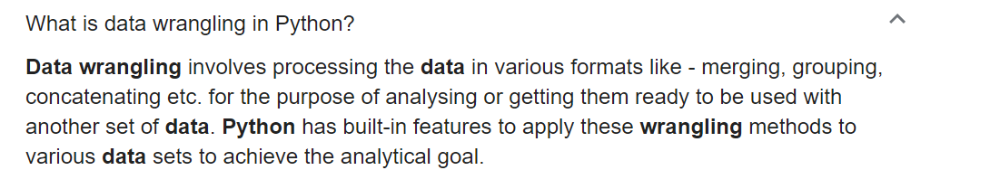 What is data wrangling in Python?
Data wrangling involves processing the data in various formats like - merging, grouping,
concatenating etc. for the purpose of analysing or getting them ready to be used with
another set of data. Python has built-in features to apply these wrangling methods to
various data sets to achieve the analytical goal.